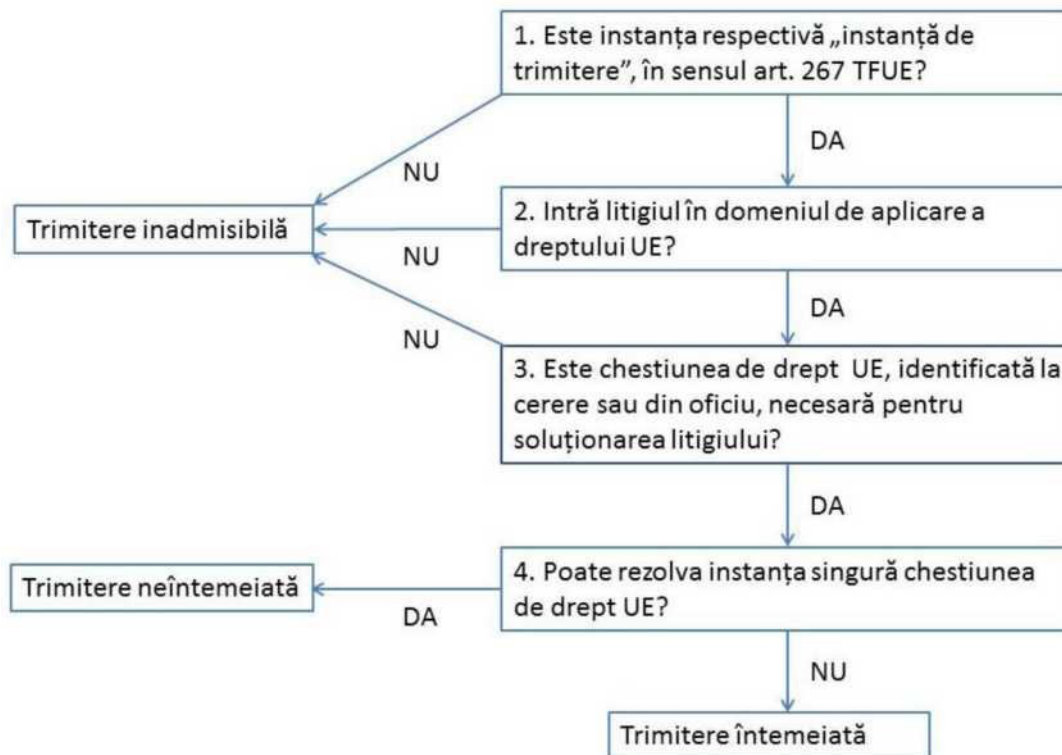 1. Este instanța respectivă „instanță de
trimitere”, în sensul art. 267 TFUE?
DA
NU
Trimitere inadmisibilă
2. Intră litigiul în domeniul de aplicare a
dreptului UE?
NU
DA
NU
3. Este chestiunea de drept UE, identificată la
cerere sau din oficiu, necesară pentru
soluționarea litigiului?
DA
Trimitere neîntemeiată
4. Poate rezolva instanța singură chestiunea
de drept UE?
DA
NU
Trimitere întemeiată